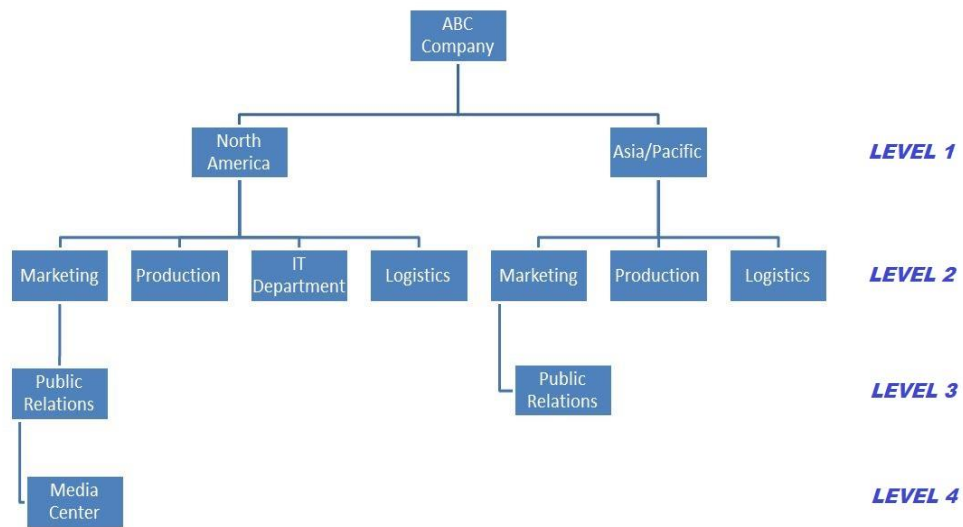 ABC
Company
North
America
Asia/Pacific
LEVEL 1
Marketing
Production
IT
Department
Logistics
Marketing
Production
Logistics
LEVEL 2
Public
Relations
Public
Relations
LEVEL 3
Media
Center
LEVEL 4